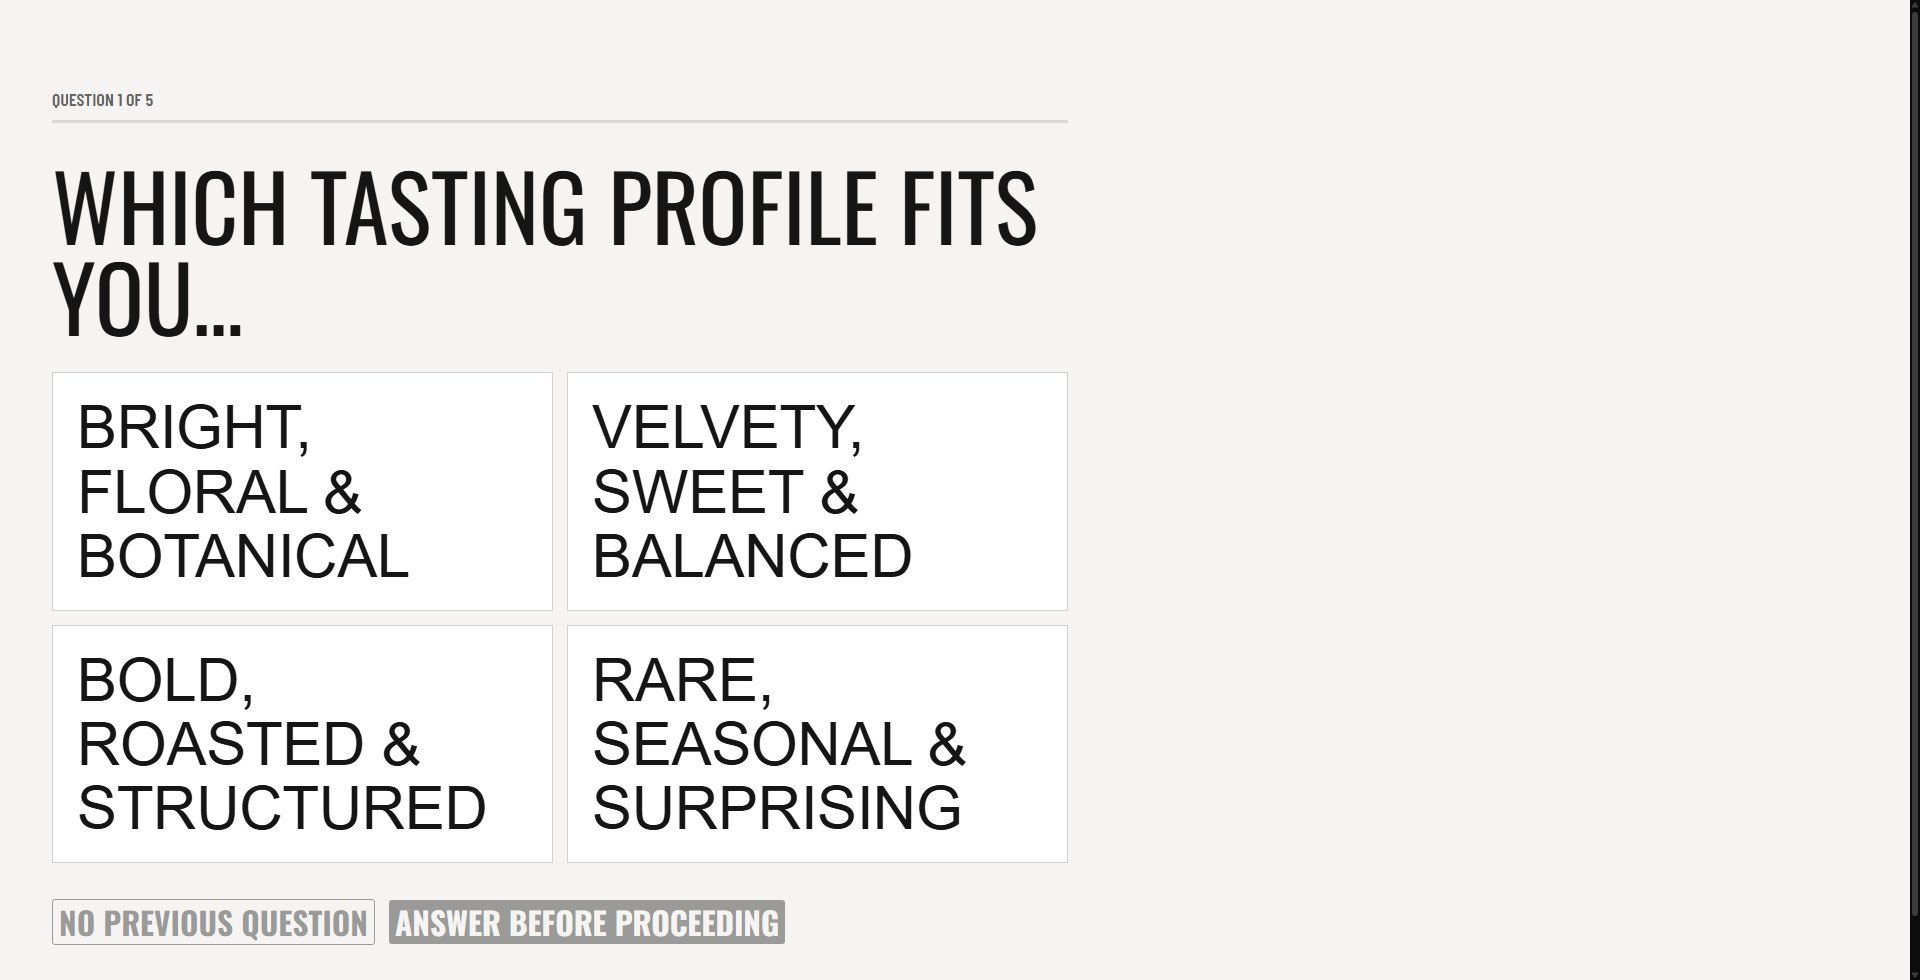 QUESTION 1 OF 5
WHICH TASTING PROFILE FITS
YOU...
BRIGHT,
FLORAL &
BOTANICAL
VELVETY,
SWEET &
BALANCED
BOLD,
ROASTED &
STRUCTURED
RARE,
SEASONAL &
SURPRISING
NO PREVIOUS QUESTION
ANSWER BEFORE PROCEEDING